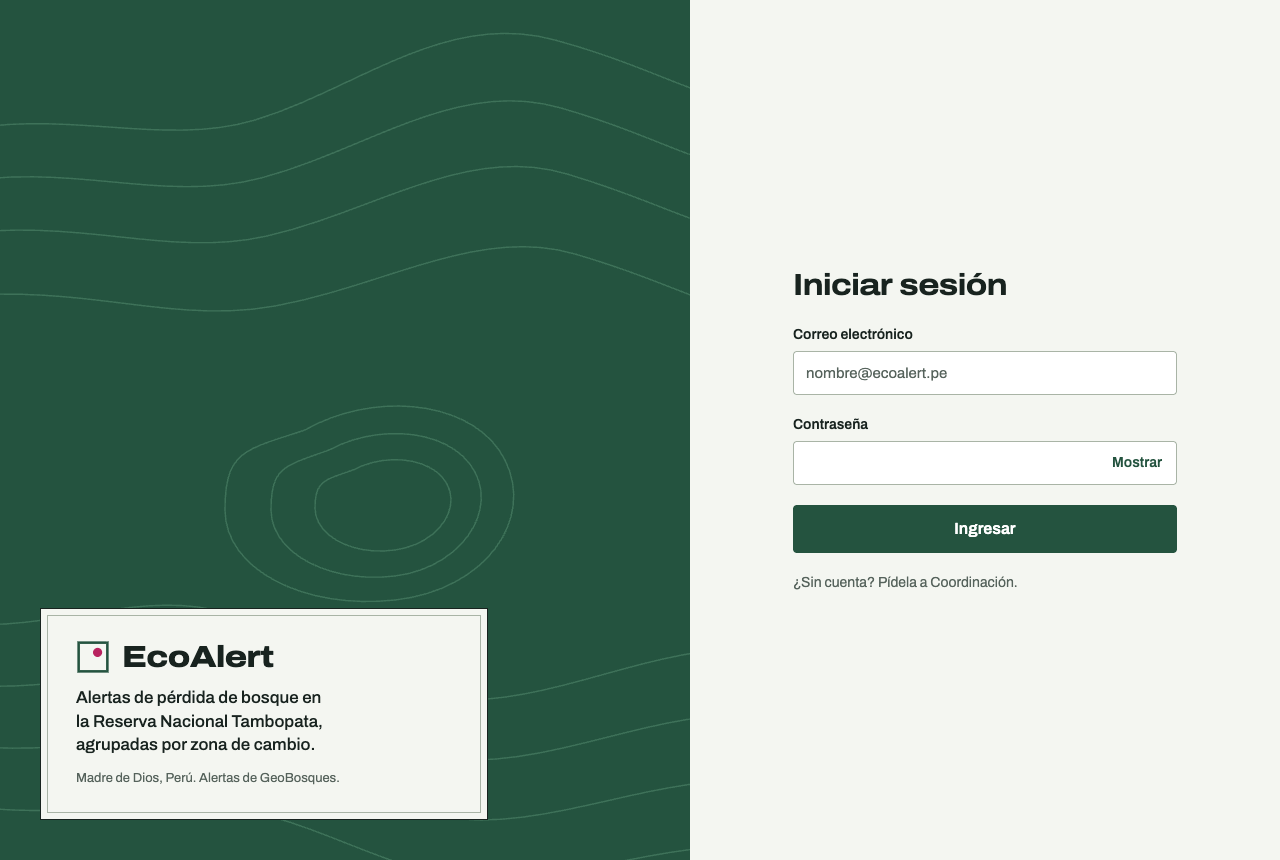 EcoAlert
Alertas de pérdida de bosque en
la Reserva Nacional Tambopata,
agrupadas por zona de cambio.
Madre de Dios, Perú. Alertas de GeoBosques.
Iniciar sesión
Correo electrónico
nombre@ecoalert.pe
Contraseña
Mostrar
Ingresar
¿Sin cuenta? Pídela a Coordinación.